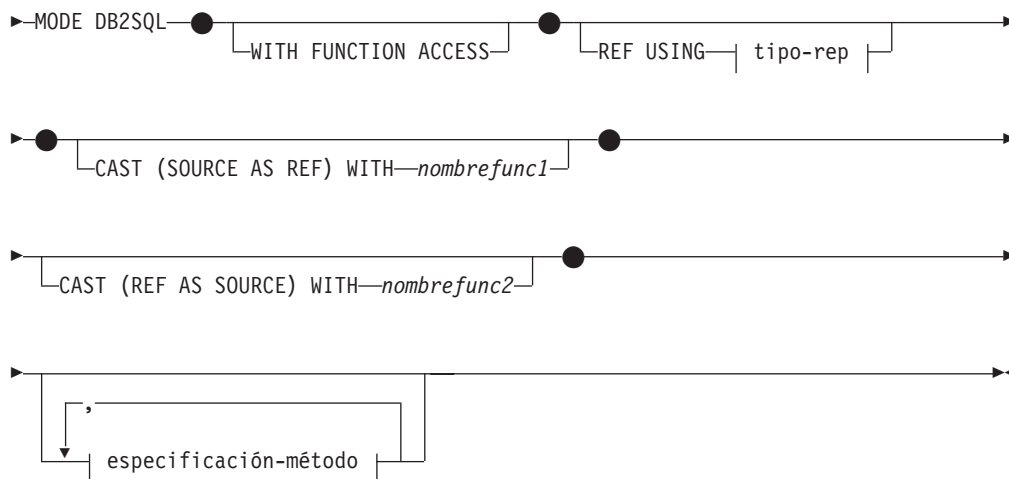 MODE DB2SQL
WITH FUNCTION ACCESS
REF USING tipo-rep
CAST (SOURCE AS REF) WITH nombrefunc1
CAST (REF AS SOURCE) WITH nombrefunc2
,
especificación-método